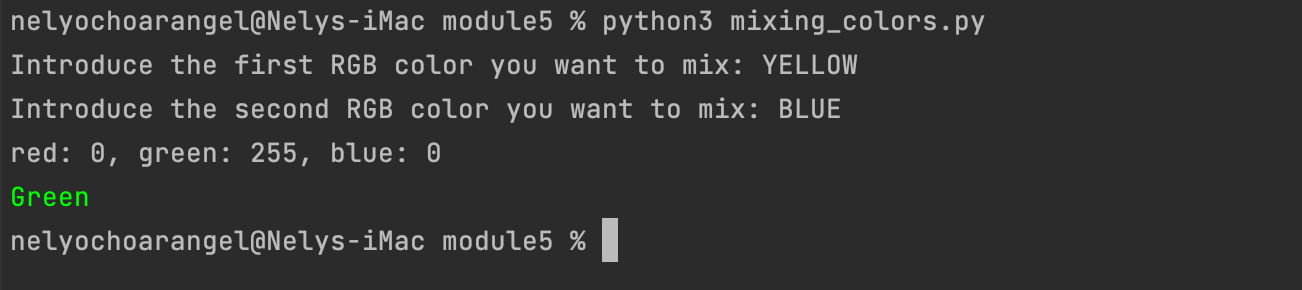 nelyochoarangel@Nelys-iMac module5 % python3 mixing_colors.py
Introduce the first RGB color you want to mix: YELLOW
Introduce the second RGB color you want to mix: BLUE
red: 0, green: 255, blue: 0
Green
nelyochoarangel@Nelys-iMac module5 %